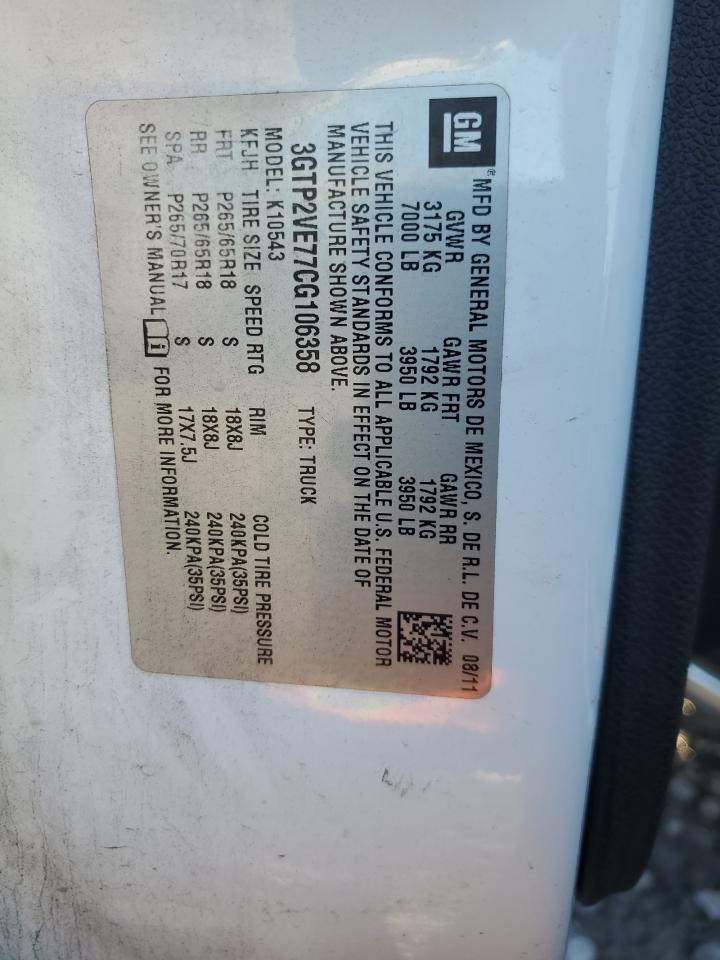 GM ®MFD BY GENERAL MOTORS DE MEXICO, S. DE R.L. DE C.V. 08/11
GVWR GAWR FRT GAWR RR
3175 KG 1792 KG 1792 KG
7000 LB 3950 LB 3950 LB
THIS VEHICLE CONFORMS TO ALL APPLICABLE U.S. FEDERAL MOTOR
VEHICLE SAFETY STANDARDS IN EFFECT ON THE DATE OF
MANUFACTURE SHOWN ABOVE.
3GTP2VE77CG106358 TYPE: TRUCK
MODEL: K10543
KFJH TIRE SIZE SPEED RTG RIM COLD TIRE PRESSURE
FRT P265/65R18 S 18X8J 240KPA(35PSI)
RR P265/65R18 S 18X8J 240KPA(35PSI)
SPA P265/70R17 S 17X7.5J 240KPA(35PSI)
SEE OWNER'S MANUAL i FOR MORE INFORMATION.